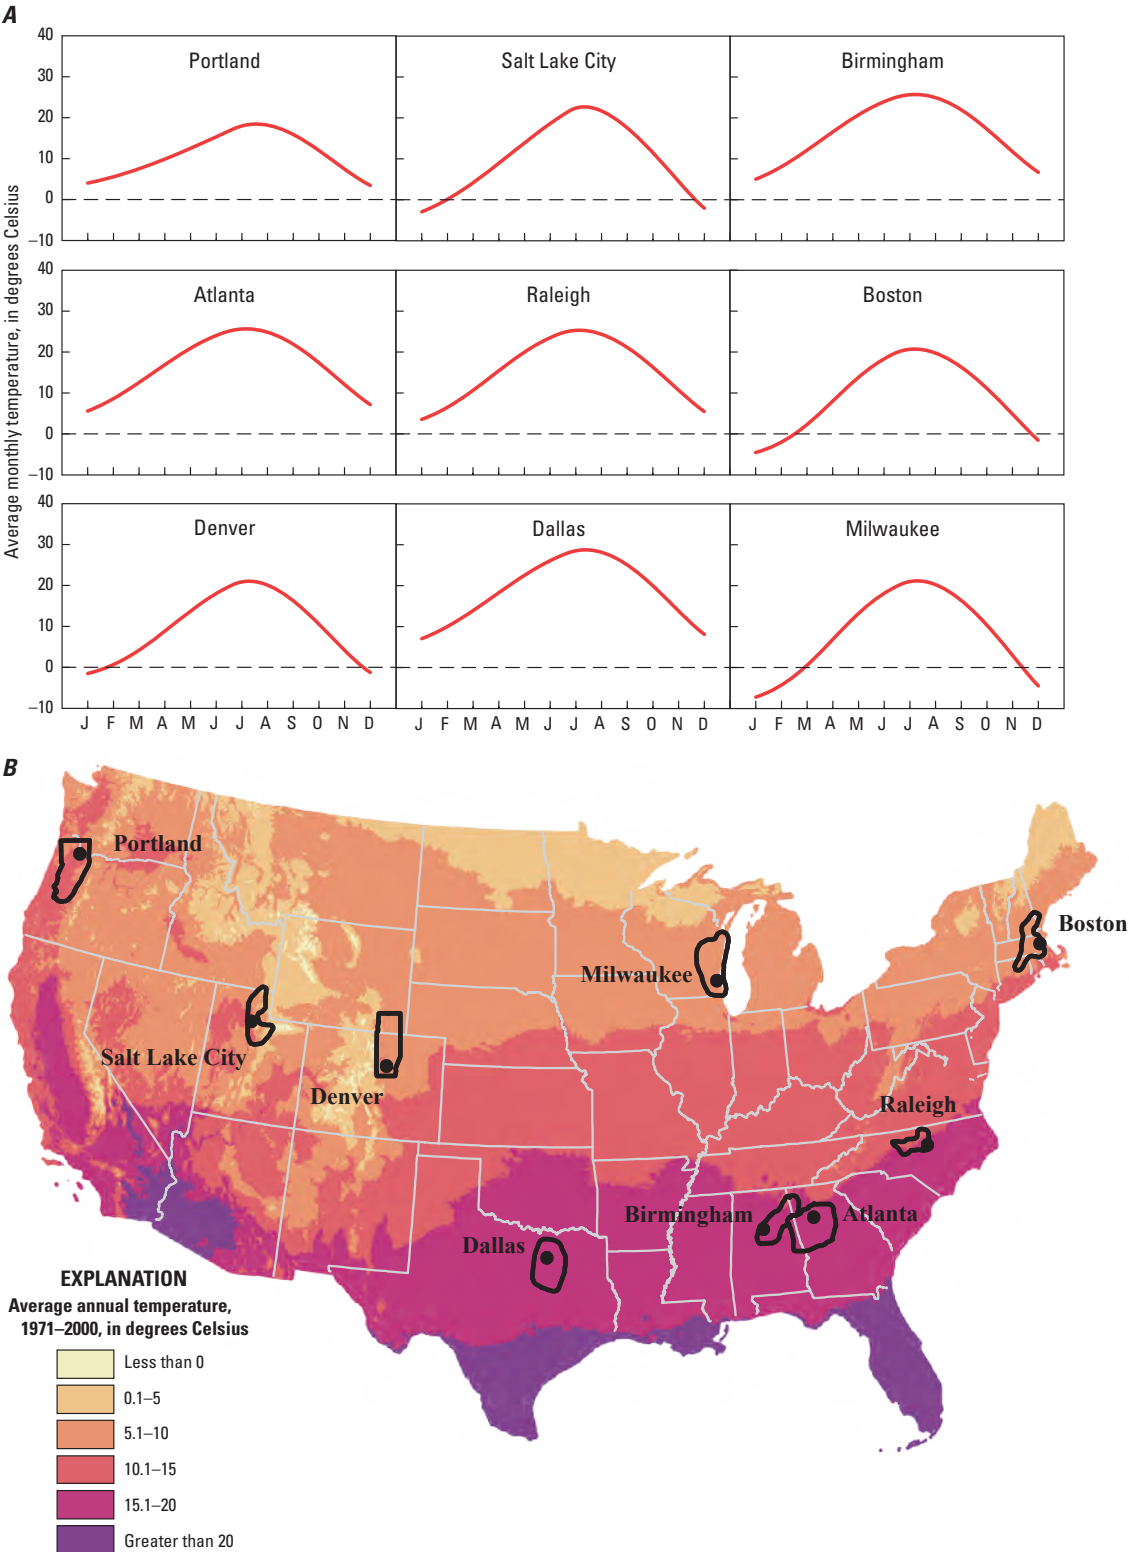 A
Average monthly temperature, in degrees Celsius
40
30
20
10
0
–10
Portland
Salt Lake City
Birmingham
40
30
20
10
0
–10
Atlanta
Raleigh
Boston
40
30
20
10
0
–10
Denver
Dallas
Milwaukee
J F M A M J J A S O N D
J F M A M J J A S O N D
J F M A M J J A S O N D
B
Portland
Boston
Milwaukee
Salt Lake City
Denver
Raleigh
Birmingham
Atlanta
Dallas
EXPLANATION
Average annual temperature,
1971–2000, in degrees Celsius
Less than 0
0.1–5
5.1–10
10.1–15
15.1–20
Greater than 20